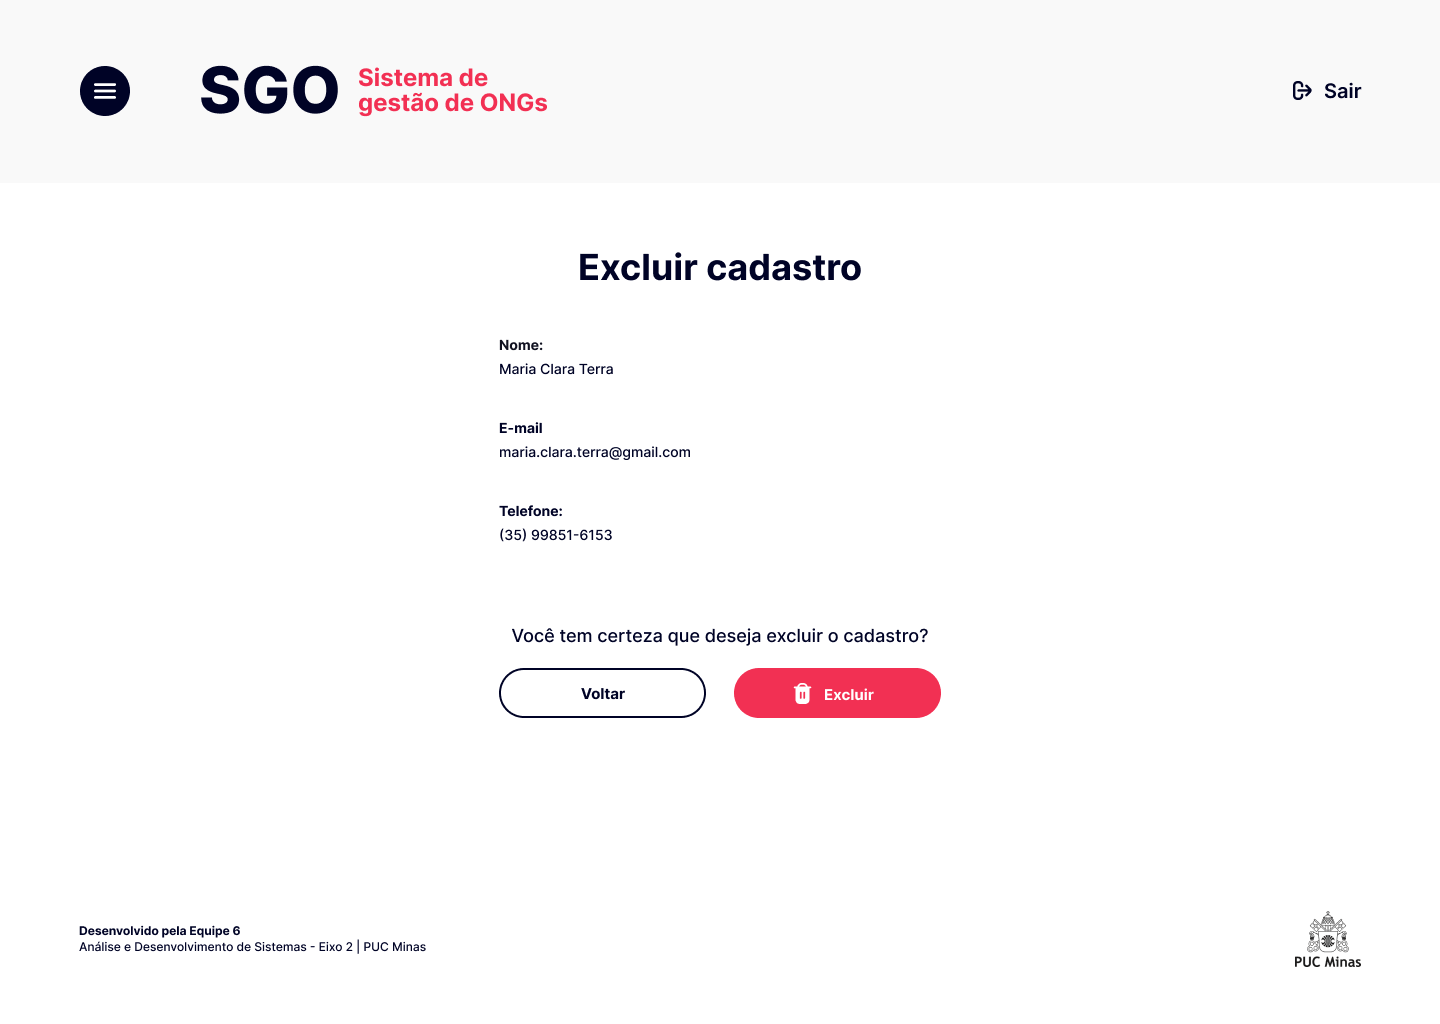 SGO
Sistema de
gestão de ONGs
Sair
Excluir cadastro
Nome:
Maria Clara Terra
E-mail
maria.clara.terra@gmail.com
Telefone:
(35) 99851-6153
Você tem certeza que deseja excluir o cadastro?
Voltar
Excluir
Desenvolvido pela Equipe 6
Análise e Desenvolvimento de Sistemas - Eixo 2 | PUC Minas
PUC Minas